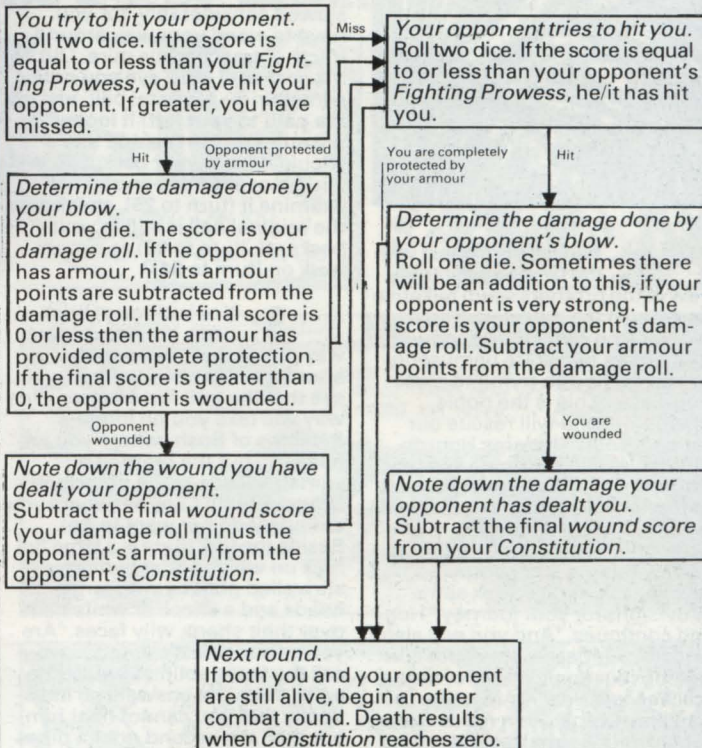 You try to hit your opponent.
Roll two dice. If the score is
equal to or less than your Fight-
ing Prowess, you have hit your
opponent. If greater, you have
missed.
Miss
Your opponent tries to hit you.
Roll two dice. If the score is equal
to or less than your opponent's
Fighting Prowess, he/it has hit
you.
Hit
Opponent protected
by armour
You are completely
protected by
your armour
Hit
Determine the damage done by
your blow.
Roll one die. The score is your
damage roll. If the opponent
has armour, his/its armour
points are subtracted from the
damage roll. If the final score is
0 or less then the armour has
provided complete protection.
If the final score is greater than
0, the opponent is wounded.
Determine the damage done by
your opponent's blow.
Roll one die. Sometimes there
will be an addition to this, if your
opponent is very strong. The
score is your opponent's dam-
age roll. Subtract your armour
points from the damage roll.
Opponent
wounded
You are
wounded
Note down the wound you have
dealt your opponent.
Subtract the final wound score
(your damage roll minus the
opponent's armour) from the
opponent's Constitution.
Note down the damage your
opponent has dealt you.
Subtract the final wound score
from your Constitution.
Next round.
If both you and your opponent
are still alive, begin another
combat round. Death results
when Constitution reaches zero.